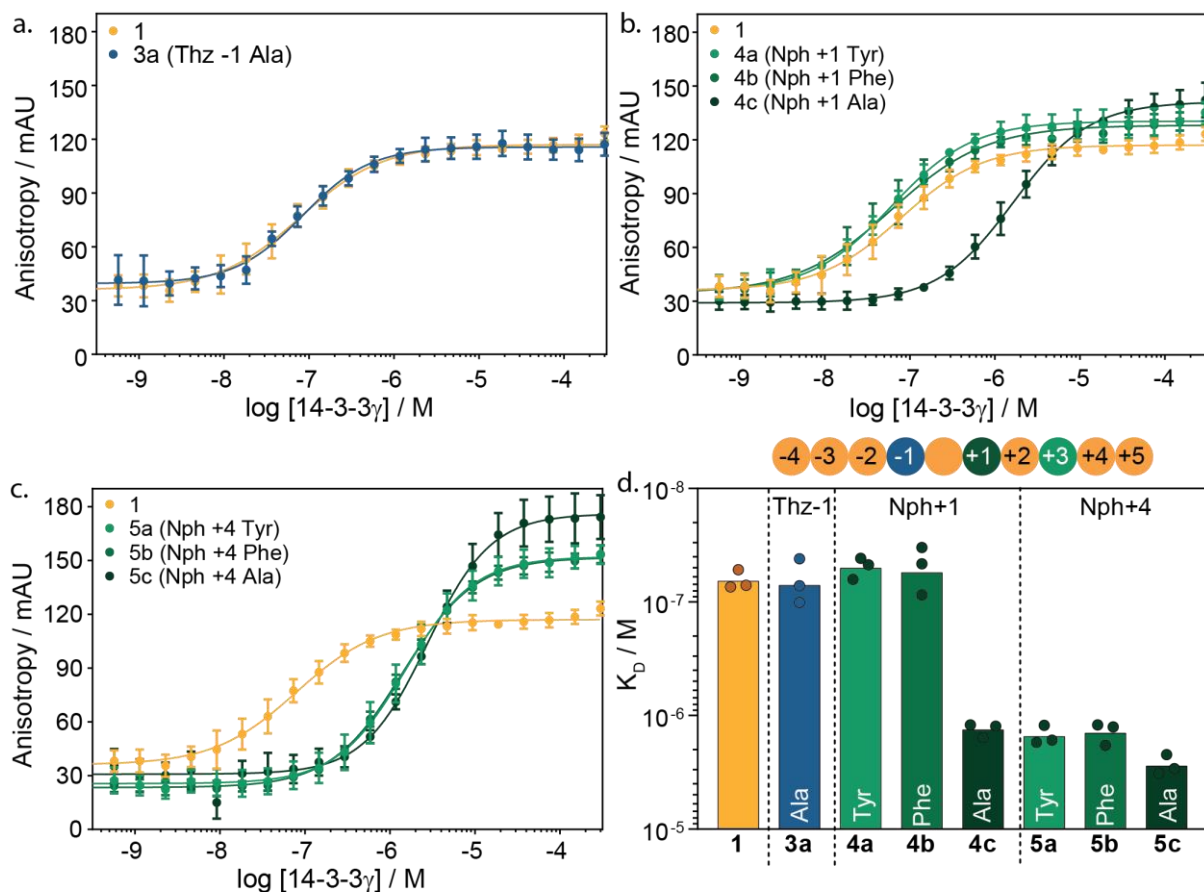 a.
180
150
120
90
60
30
0
Anisotropy / mAU
1
3a (Thz -1 Ala)
-9 -8 -7 -6 -5 -4
log [14-3-3γ] / M
b.
180
150
120
90
60
30
0
Anisotropy / mAU
1
4a (Nph +1 Tyr)
4b (Nph +1 Phe)
4c (Nph +1 Ala)
-9 -8 -7 -6 -5 -4
log [14-3-3γ] / M
c.
180
150
120
90
60
30
0
Anisotropy / mAU
1
5a (Nph +4 Tyr)
5b (Nph +4 Phe)
5c (Nph +4 Ala)
-9 -8 -7 -6 -5 -4
log [14-3-3γ] / M
-4 -3 -2 -1 +1 +2 +3 +4 +5
d.
10-8
10-7
10-6
10-5
KD / M
Thz-1 Nph+1 Nph+4
Ala Tyr Phe Ala Tyr Phe Ala
1 3a 4a 4b 4c 5a 5b 5c